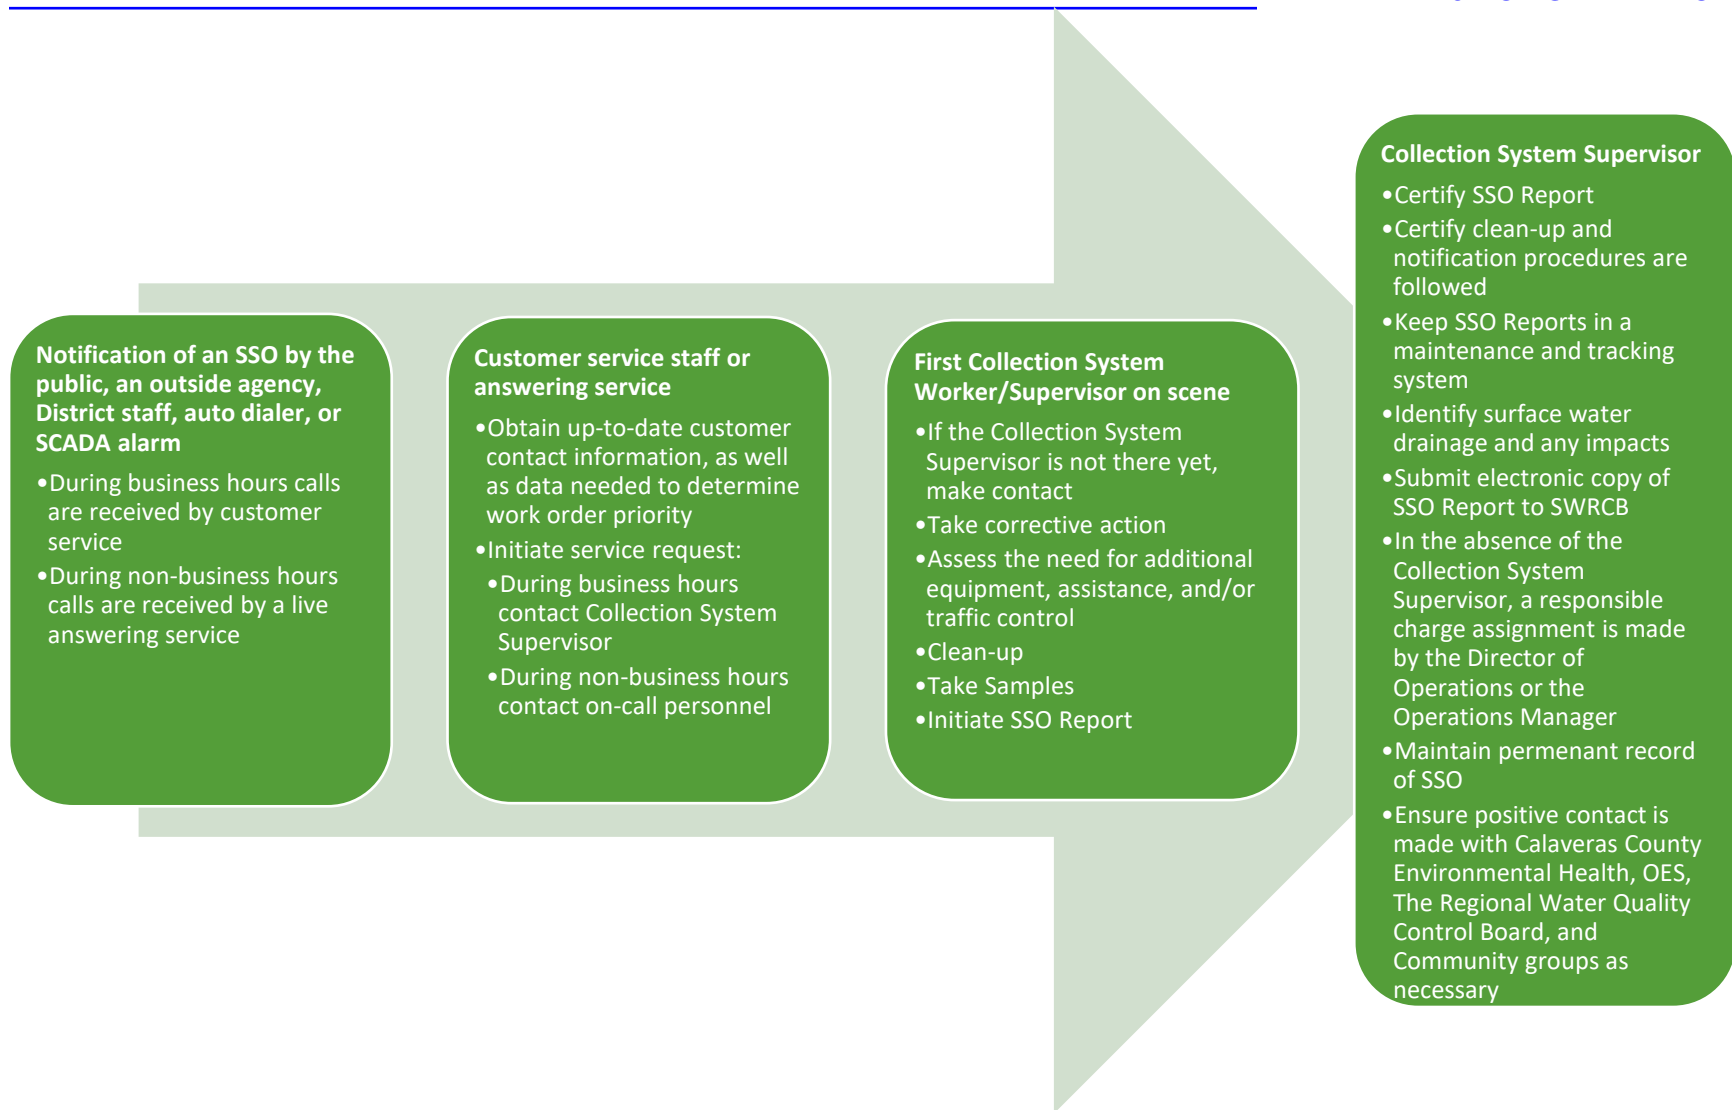 Notification of an SSO by the
public, an outside agency,
District staff, auto dialer, or
SCADA alarm
•During business hours calls
are received by customer
service
•During non-business hours
calls are received by a live
answering service
Customer service staff or
answering service
•Obtain up-to-date customer
contact information, as well
as data needed to determine
work order priority
•Initiate service request:
•During business hours
contact Collection System
Supervisor
•During non-business hours
contact on-call personnel
First Collection System
Worker/Supervisor on scene
•If the Collection System
Supervisor is not there yet,
make contact
•Take corrective action
•Assess the need for additional
equipment, assistance, and/or
traffic control
•Clean-up
•Take Samples
•Initiate SSO Report
Collection System Supervisor
•Certify SSO Report
•Certify clean-up and
notification procedures are
followed
•Keep SSO Reports in a
maintenance and tracking
system
•Identify surface water
drainage and any impacts
•Submit electronic copy of
SSO Report to SWRCB
•In the absence of the
Collection System
Supervisor, a responsible
charge assignment is made
by the Director of
Operations or the
Operations Manager
•Maintain permenant record
of SSO
•Ensure positive contact is
made with Calaveras County
Environmental Health, OES,
The Regional Water Quality
Control Board, and
Community groups as
necessary